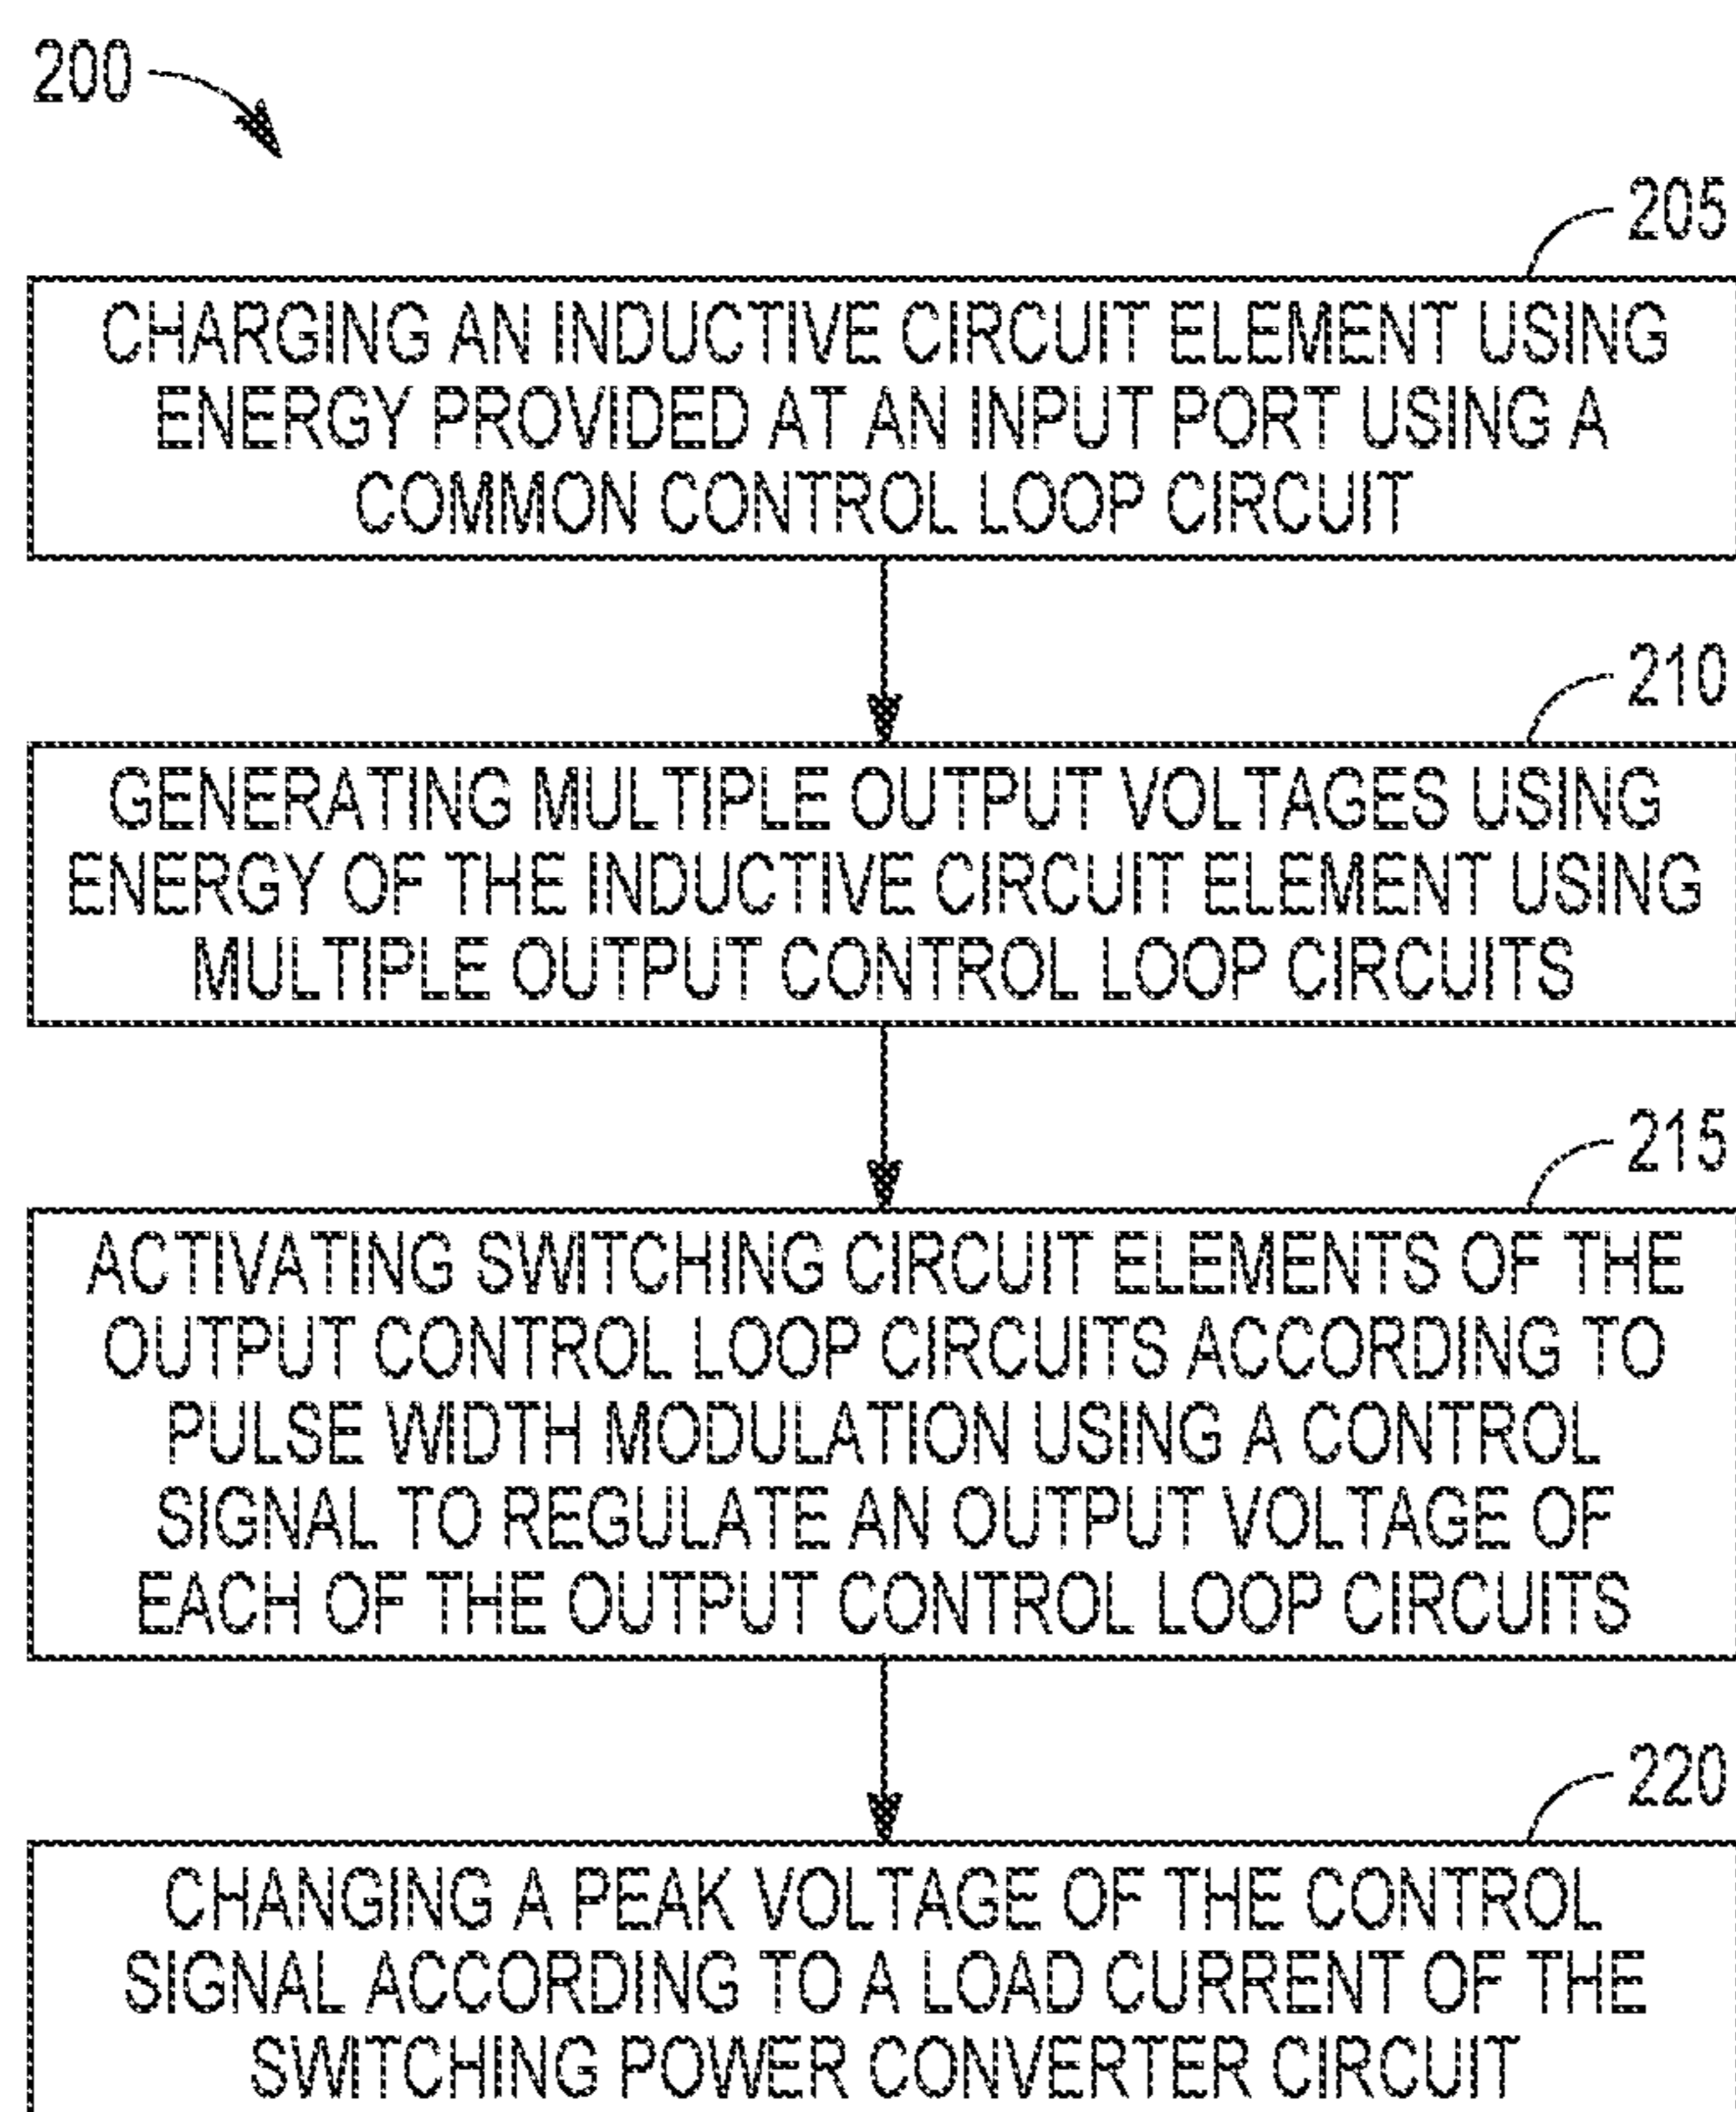 200
205
CHARGING AN INDUCTIVE CIRCUIT ELEMENT USING
ENERGY PROVIDED AT AN INPUT PORT USING A
COMMON CONTROL LOOP CIRCUIT
210
GENERATING MULTIPLE OUTPUT VOLTAGES USING
ENERGY OF THE INDUCTIVE CIRCUIT ELEMENT USING
MULTIPLE OUTPUT CONTROL LOOP CIRCUITS
215
ACTIVATING SWITCHING CIRCUIT ELEMENTS OF THE
OUTPUT CONTROL LOOP CIRCUITS ACCORDING TO
PULSE WIDTH MODULATION USING A CONTROL
SIGNAL TO REGULATE AN OUTPUT VOLTAGE OF
EACH OF THE OUTPUT CONTROL LOOP CIRCUITS
220
CHANGING A PEAK VOLTAGE OF THE CONTROL
SIGNAL ACCORDING TO A LOAD CURRENT OF THE
SWITCHING POWER CONVERTER CIRCUIT